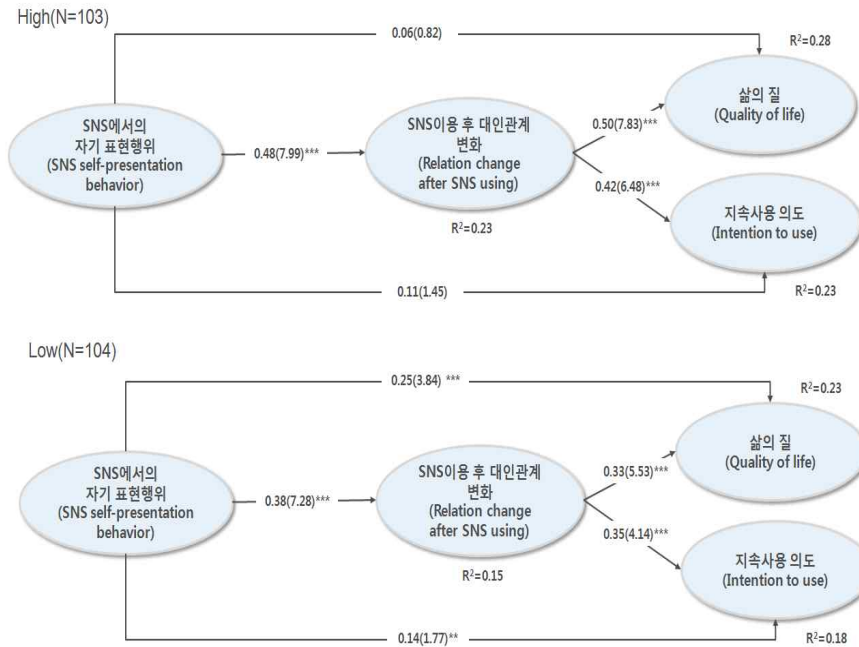 High(N=103)
0.06(0.82)
R²=0.28
삶의 질
(Quality of life)
SNS에서의
자기 표현행위
(SNS self-presentation
behavior)
0.48(7.99)***
SNS이용 후 대인관계
변화
(Relation change
after SNS using)
R²=0.23
0.50(7.83)***
0.42(6.48)***
지속사용 의도
(Intention to use)
R²=0.23
0.11(1.45)
Low(N=104)
0.25(3.84) ***
R²=0.23
삶의 질
(Quality of life)
SNS에서의
자기 표현행위
(SNS self-presentation
behavior)
0.38(7.28)***
SNS이용 후 대인관계
변화
(Relation change
after SNS using)
R²=0.15
0.33(5.53)***
0.35(4.14)***
지속사용 의도
(Intention to use)
R²=0.18
0.14(1.77)**